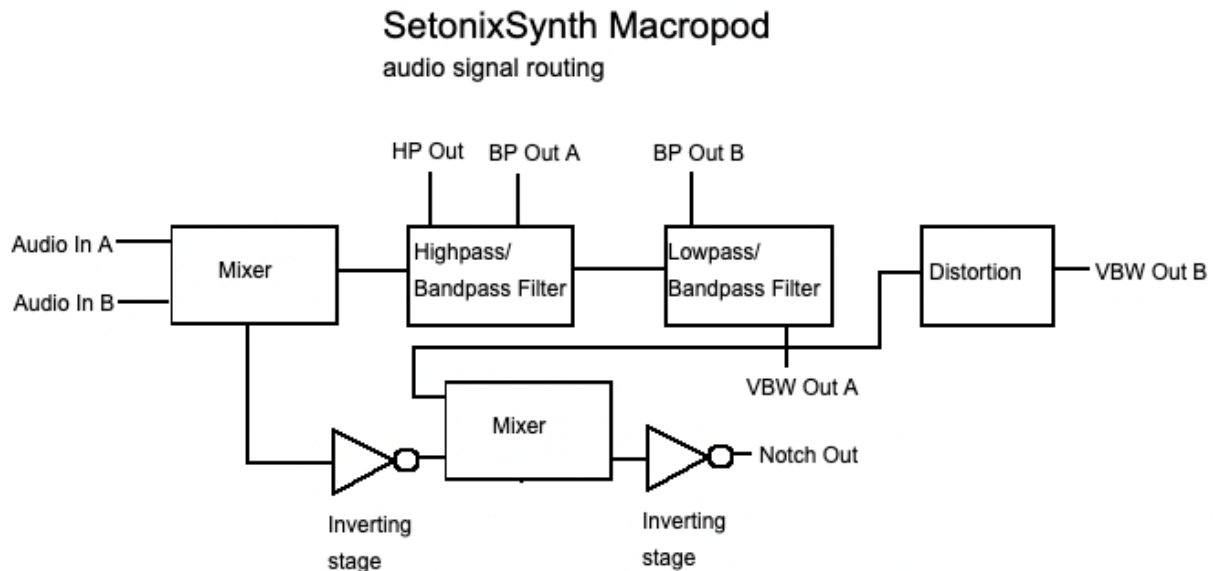 SetonixSynth Macropod
audio signal routing
HP Out
BP Out A
BP Out B
Audio In A
Audio In B
Mixer
Highpass/
Bandpass Filter
Lowpass/
Bandpass Filter
Distortion
VBW Out B
VBW Out A
Mixer
Notch Out
Inverting
stage
Inverting
stage